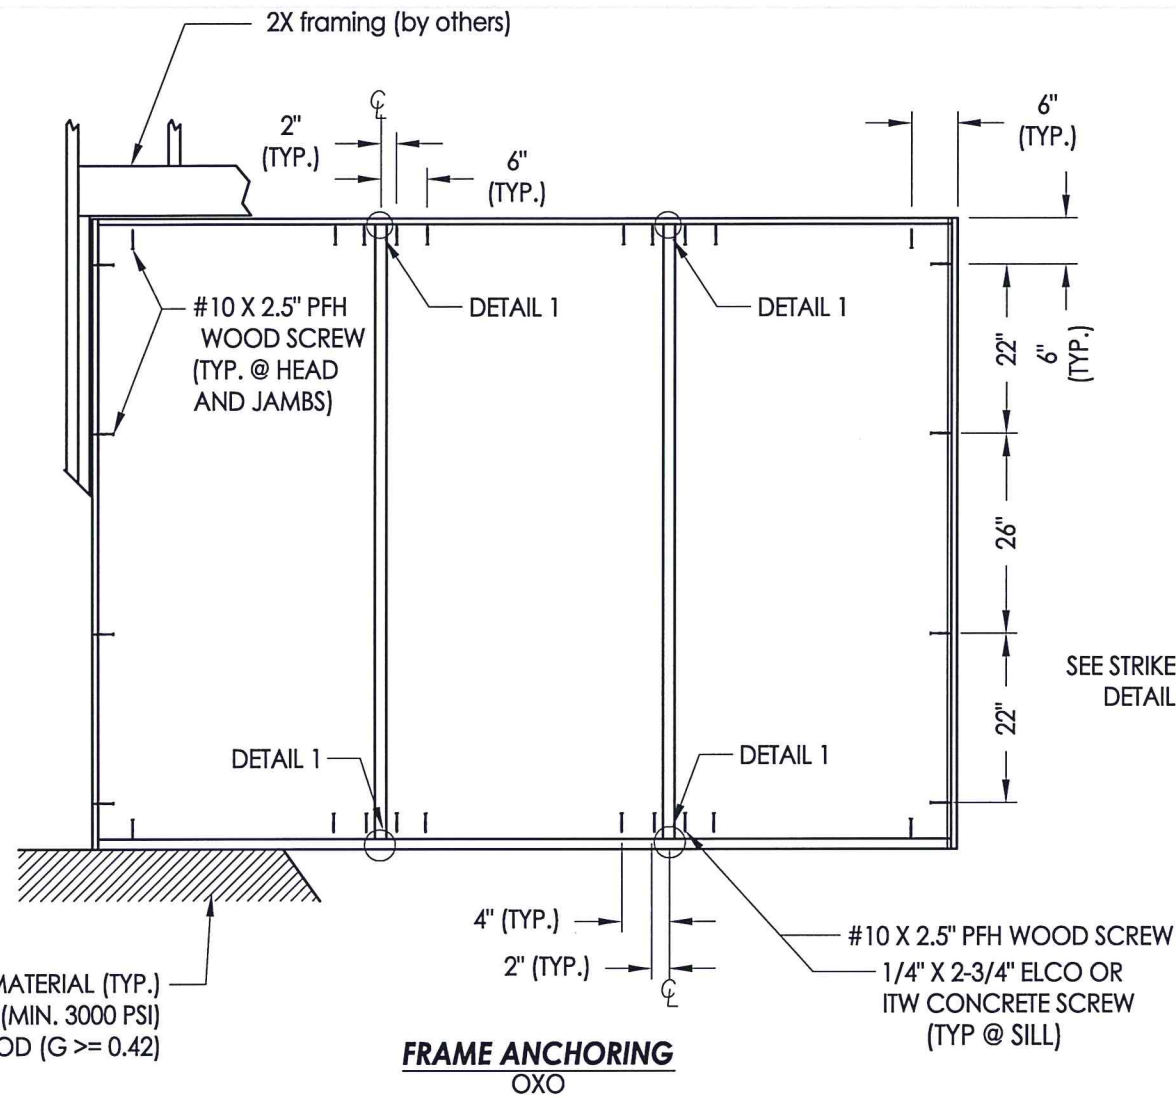 2X framing (by others)
℄
2"
(TYP.)
6"
(TYP.)
6"
(TYP.)
DETAIL 1
DETAIL 1
#10 X 2.5" PFH
WOOD SCREW
(TYP. @ HEAD
AND JAMBS)
22"
6"
(TYP.)
26"
22"
SEE STRIKE
DETAIL
DETAIL 1
DETAIL 1
4" (TYP.)
2" (TYP.)
℄
#10 X 2.5" PFH WOOD SCREW
1/4" X 2-3/4" ELCO OR
ITW CONCRETE SCREW
(TYP @ SILL)
MATERIAL (TYP.)
(MIN. 3000 PSI)
OD (G >= 0.42)
FRAME ANCHORING
OXO